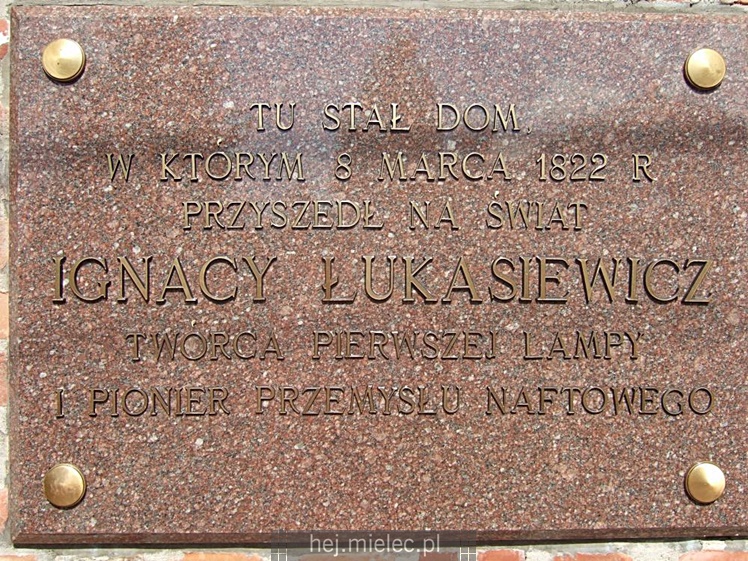 TU STAŁ DOM,
W KTÓRYM 8 MARCA 1822 R
PRZYSZEDŁ NA ŚWIAT
IGNACY ŁUKASIEWICZ
TWÓRCA PIERWSZEJ LAMPY
I PIONIER PRZEMYSŁU NAFTOWEGO
hej.mielec.pl